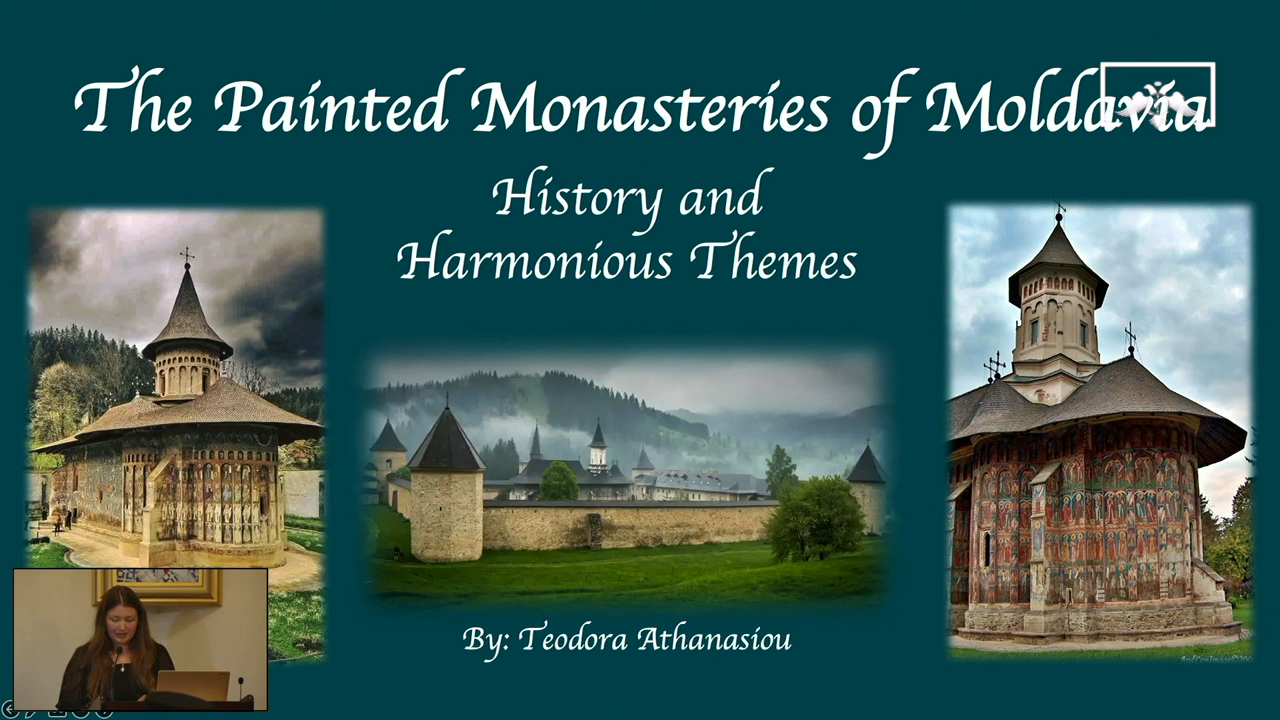 The Painted Monasteries of Moldavia
History and
Harmonious Themes
By: Teodora Athanasiou